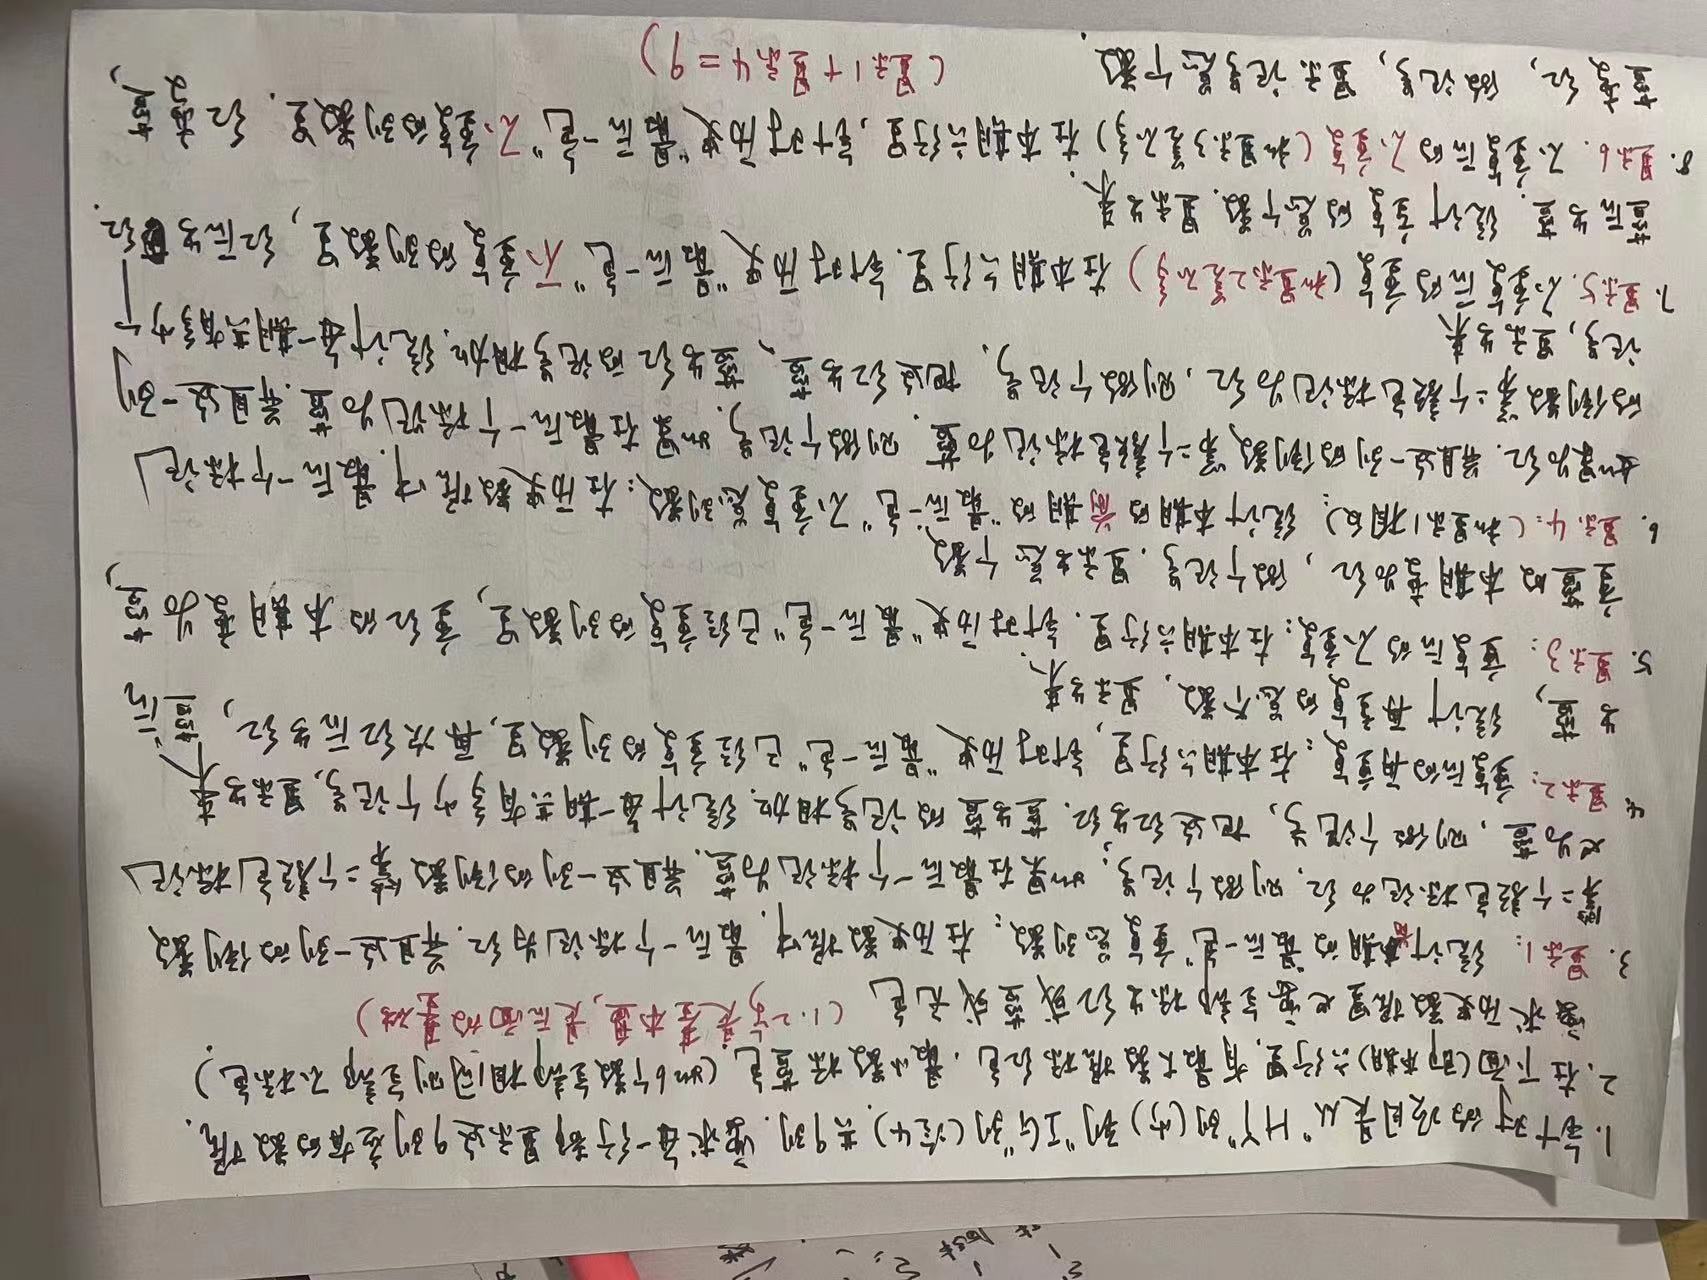 lost
1. 针对的项目是从"HY"列(少)到"IG"列(冷4).共9列.要求每一行都显示这9列应有的数据.
2、在下面(即本期)六行里,有最大数据标红色.最小数标蓝色.(如6个数全部相同则全部不标色)
要求历史数据里也要全部标出红或蓝或无色 (1.2步是基本盘,是后面的基础)
3. 显示1: 统计前期的"最后一色"重复总列数:在历史数据中.最后一个标记为红.并且这一列的倒数
第二个颜色标记为红,则做个记号;如果在最后一个标记为蓝.并且这一列的倒数第二个颜色标记
也为蓝,则做个记号,把这红出红.蓝出蓝的记号相加.统计每一期共有多少个记号,显示出来
4. 显示2: 重复后的再重复:在本期六行里,针对历史"最后一色"已经重复的列数里,再次红后出红,蓝后
出蓝,统计再重复的总个数,显示出来.
5. 显示3: 重复后的不重复:在本期六行里.针对历史"最后一色"已经重复的列数里,重红的本期变为蓝,
重蓝的本期变为红,做个记号.显示出总个数.
6. 显示4:(和显示1相反):统计本期的前期的"最后一色"不重复总列数:在历史数据中,最后一个标记
如果为红.并且这一列的倒数第二个颜色标记为蓝.则做个记号.如果在最后一个标记为蓝.并且这一列
的倒数第二个颜色标记为红,则做个记号.把这红出蓝、蓝出红的记号相加.统计每一期共有多少个
记号,显示出来
7. 显示5.不重复后的重复(和显示2差不多)在本期六行里.针对历史"最后一色"不重复的列数里,红后出红.
蓝后出蓝.统计重复的总个数.显示出来.
8. 显示6.不重复后的不重复(和显示3差不多)在本期六行里,针对历史"最后一色"不重复的列数里.红变蓝,
蓝变红,做记号,显示记号总个数. (显示1+显示4=9)